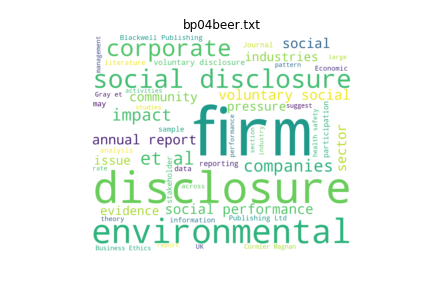 bp04beer.txt
Blackwell Publishing
corporate
Journal
social
management
literature
voluntary disclosure
industries
pattern
large
Economic
social disclosure
activities
Gray et
community
voluntary social
may
studies
impact
firm
pressure
suggest
sample
participation
annual report
performance
section
industry
health safety
sector
analysis
issue
et al
reporting
companies
rate
data
stakeholder
across
disclosure
evidence
social performance
theory
information
Publishing Ltd
environmental
Business Ethics
report
UK
Cormier Magnan